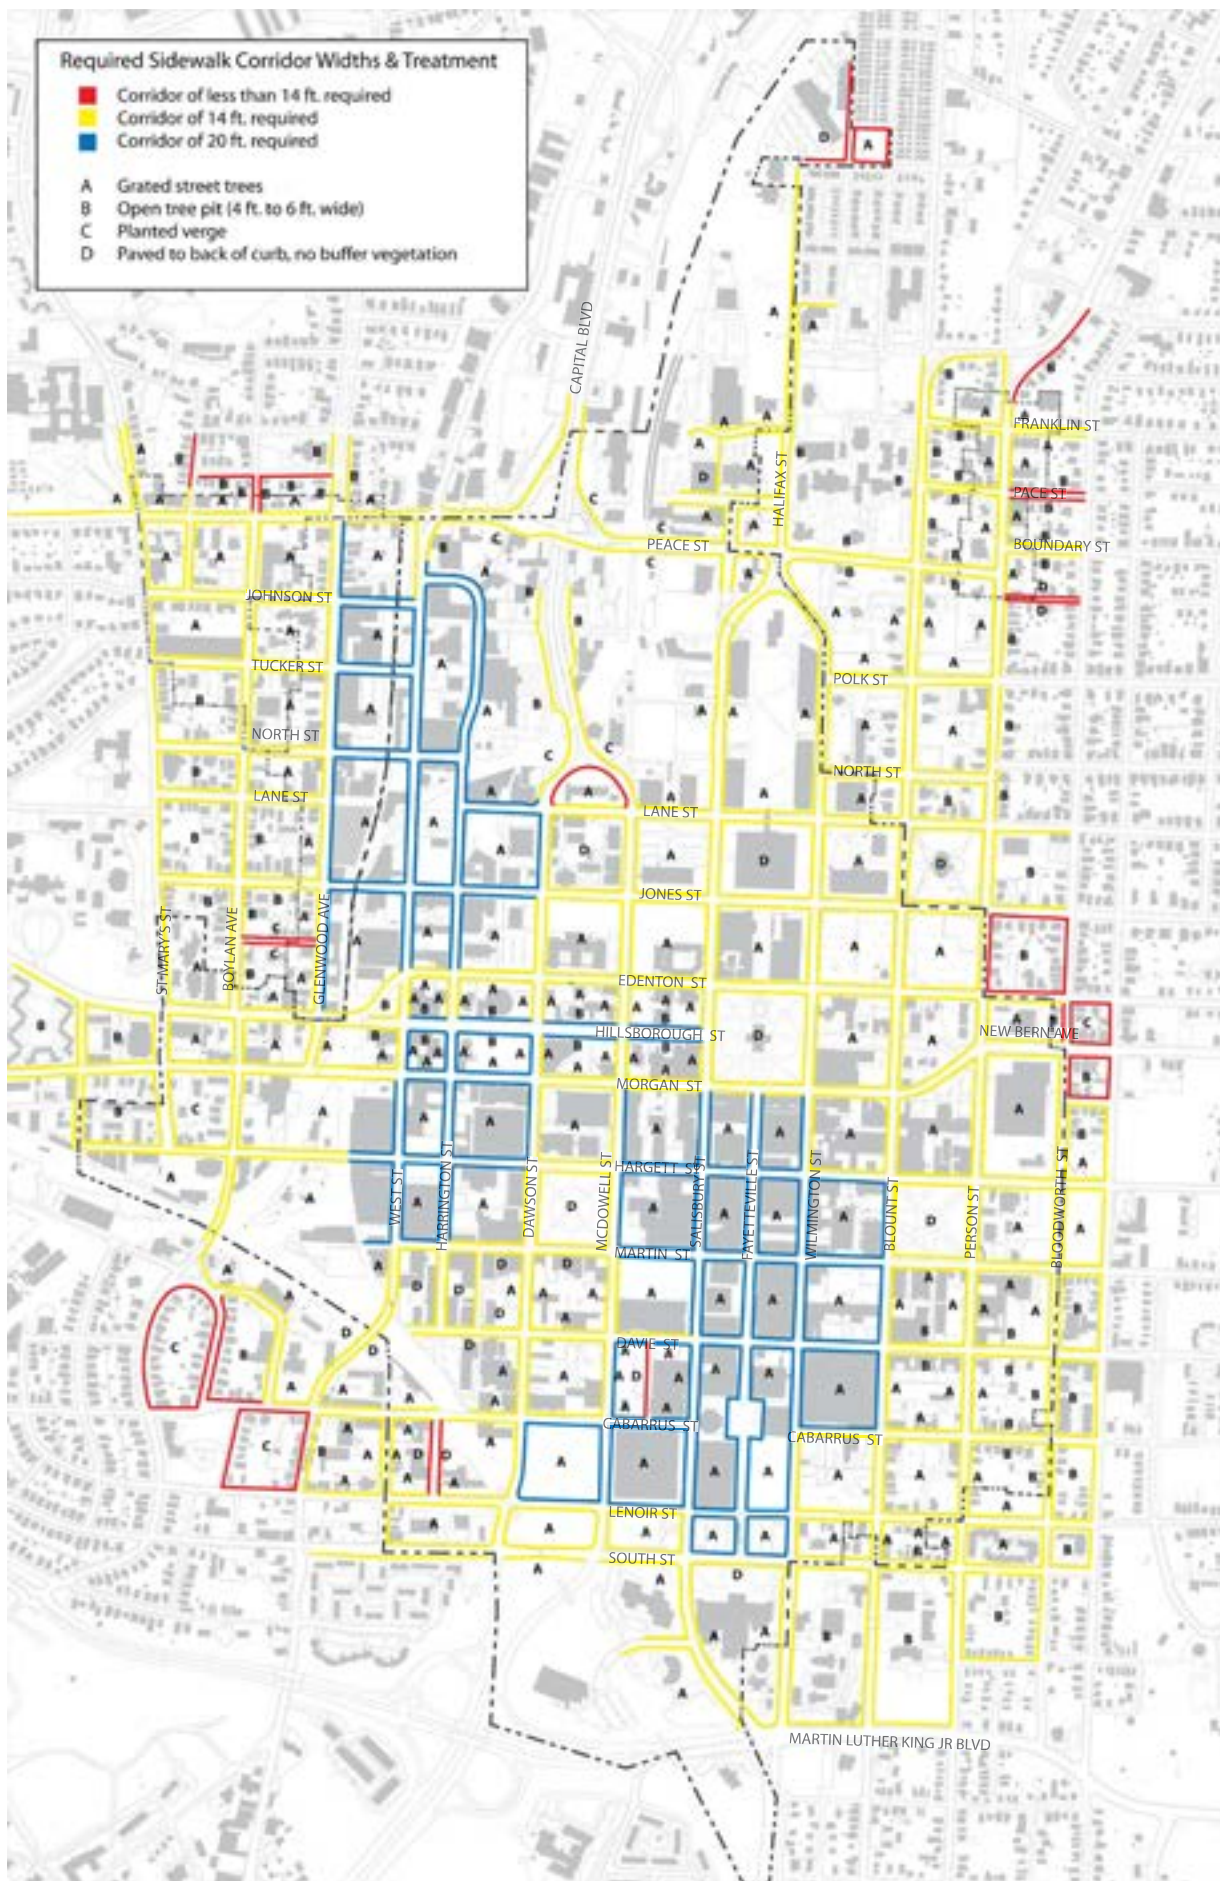 Required Sidewalk Corridor Widths & Treatment
Corridor of less than 14 ft. required
Corridor of 14 ft. required
Corridor of 20 ft. required
A Grated street trees
B Open tree pit (4 ft. to 6 ft. wide)
C Planted verge
D Paved to back of curb, no buffer vegetation
CAPITAL BLVD
FRANKLIN ST
HALIFAX ST
PACE ST
PEACE ST
BOUNDARY ST
JOHNSON ST
TUCKER ST
POLK ST
NORTH ST
NORTH ST
LANE ST
LANE ST
JONES ST
ST MARY'S ST
BOYLAN AVE
GLENWOOD AVE
EDENTON ST
HILLSBOROUGH ST
NEW BERN AVE
MORGAN ST
HARGETT ST
WEST ST
HARRINGTON ST
DAWSON ST
MCDOWELL ST
SALISBURY ST
FAYETTEVILLE ST
WILMINGTON ST
BLOUNT ST
PERSON ST
BLOODWORTH ST
MARTIN ST
DAVIE ST
CABARRUS ST
CABARRUS ST
LENOIR ST
SOUTH ST
MARTIN LUTHER KING JR BLVD